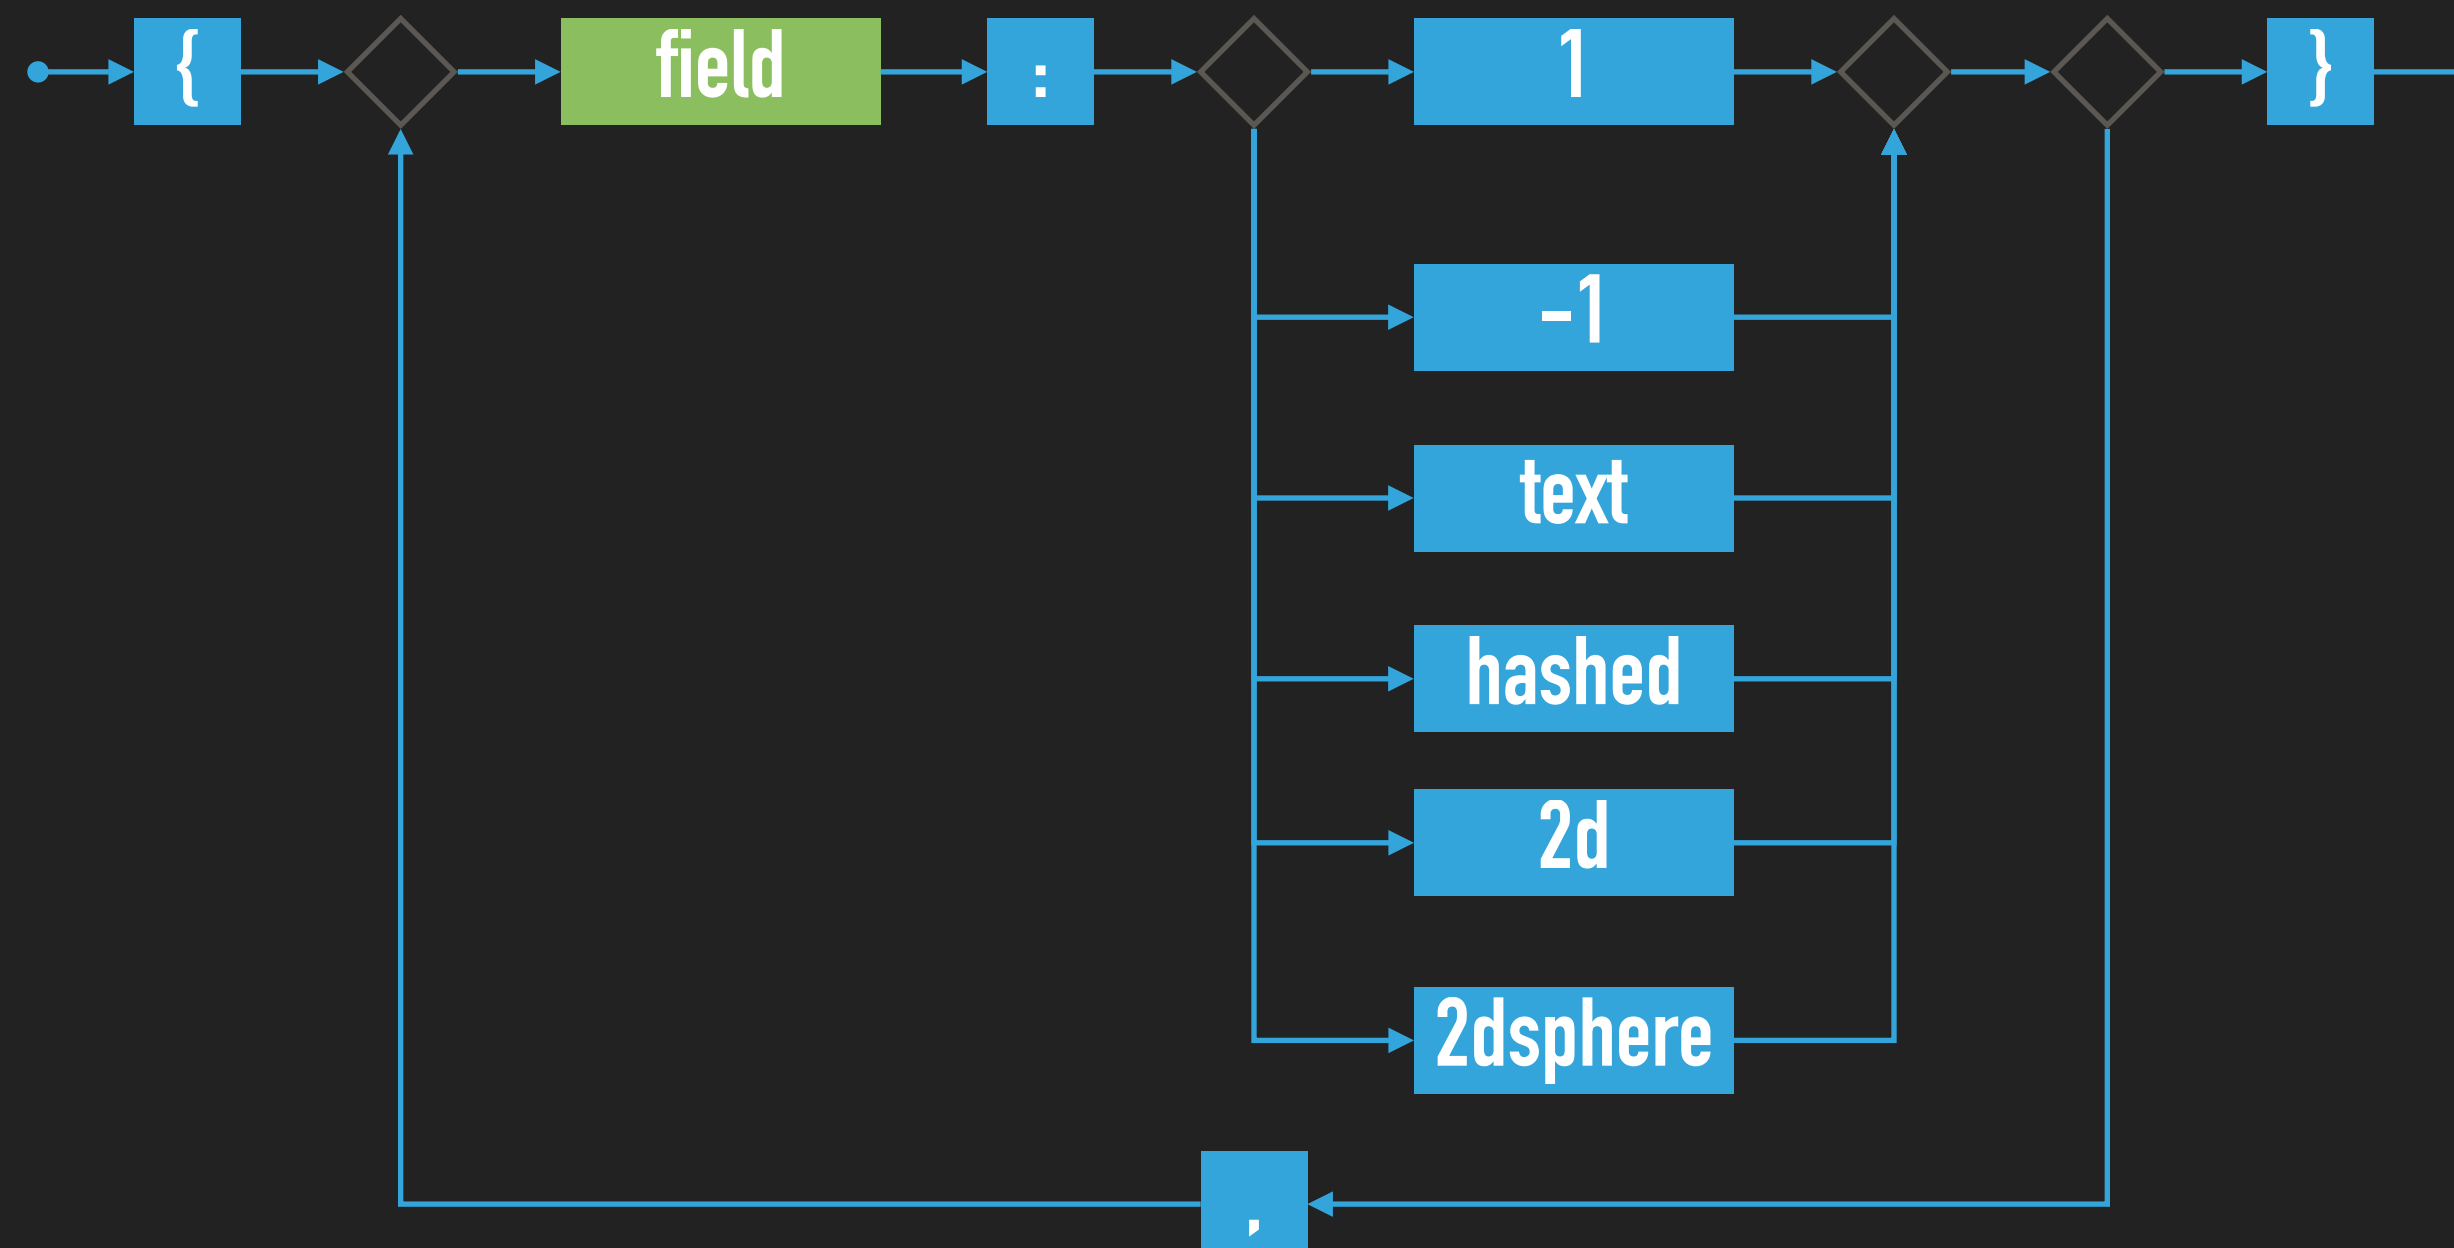 { field : 1 }
-1
text
hashed
2d
2dsphere
,